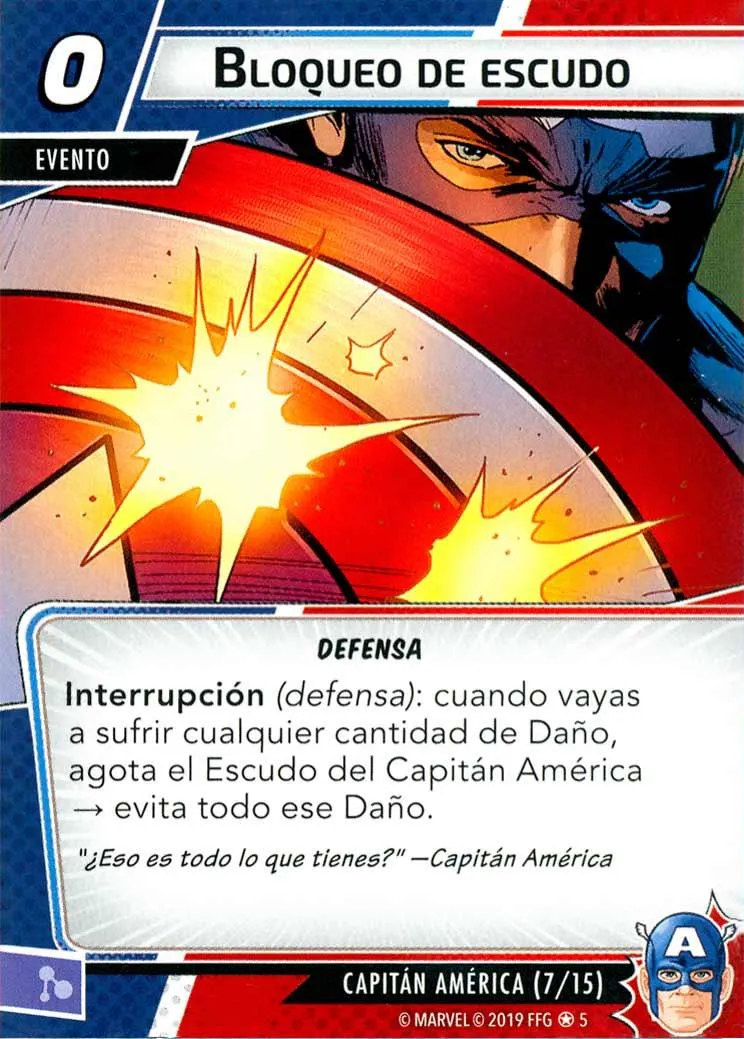 0
BLOQUEO DE ESCUDO
EVENTO
DEFENSA
Interrupción (defensa): cuando vayas
a sufrir cualquier cantidad de Daño,
agota el Escudo del Capitán América
→ evita todo ese Daño.
"¿Eso es todo lo que tienes?" —Capitán América
A
CAPITÁN AMÉRICA (7/15)
© MARVEL © 2019 FFG ✪ 5